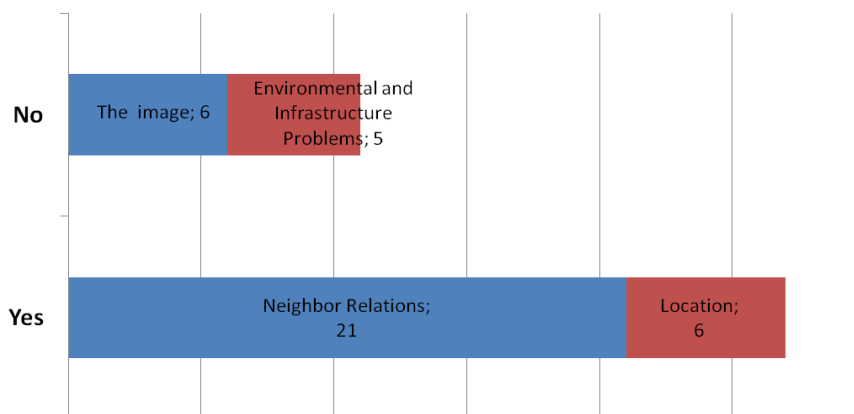 No
The image; 6
Environmental and
Infrastructure
Problems; 5
Yes
Neighbor Relations;
21
Location;
6